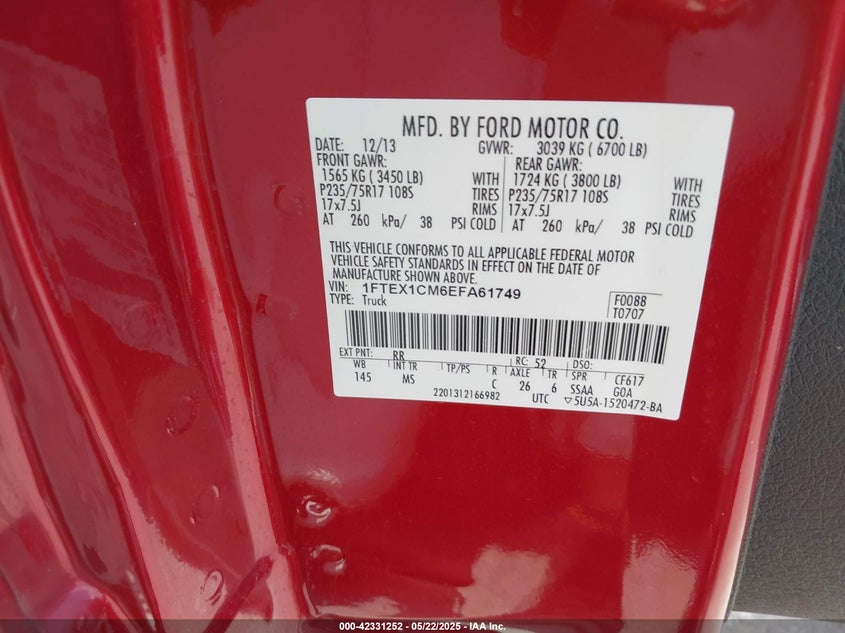 MFD. BY FORD MOTOR CO.
DATE: 12/13 GVWR: 3039 KG ( 6700 LB)
FRONT GAWR: REAR GAWR:
1565 KG ( 3450 LB) WITH 1724 KG ( 3800 LB) WITH
P235/75R17 108S TIRES P235/75R17 108S TIRES
17x7.5J RIMS 17x7.5J RIMS
AT 260 kPa/ 38 PSI COLD AT 260 kPa/ 38 PSI COLD
THIS VEHICLE CONFORMS TO ALL APPLICABLE FEDERAL MOTOR
VEHICLE SAFETY STANDARDS IN EFFECT ON THE DATE OF
MANUFACTURE SHOWN ABOVE.
VIN: 1FTEX1CM6EFA61749 F0088
TYPE: Truck T0707
EXT PNT: RR RC: 52 DSO:
WB INT TR TP/PS R AXLE TR SPR CF617
145 MS C 26 6 SSAA GOA
2201312166982 UTC ▽5U5A-1520472-BA
000-42331252 - 05/22/2025 - IAA Inc.